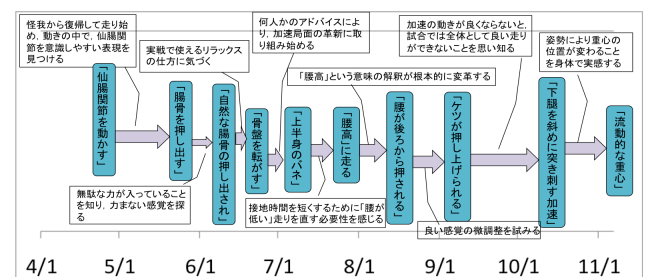 怪我から復帰して走り始
め，動きの中で，仙腸関
節を意識しやすい表現を
見つける
実戦で使えるリラックス
の仕方に気づく
何人かのアドバイスによ
り，加速局面の革新に取
り組み始める
「腰高」という意味の解釈が根本的に変革する
加速の動きが良くならないと，
試合では全体として良い走り
ができないことを思い知る
姿勢により重心の
位置が変わること
を身体で実感する
「仙腸関節を動かす」
「腸骨を押し出す」
「自然な腸骨の押し出され」
「骨盤を転がす」
「上半身のバネ」
「腰高」に走る
「腰が後ろから押される」
「ケツが押し上げられる」
「下腿を斜めに突き刺す加速」
「流動的な重心」
無駄な力が入っていること
を知り，力まない感覚を探
る
接地時間を短くするために「腰が
低い」走りを直す必要性を感じる
良い感覚の微調整を試みる
4/1 5/1 6/1 7/1 8/1 9/1 10/1 11/1